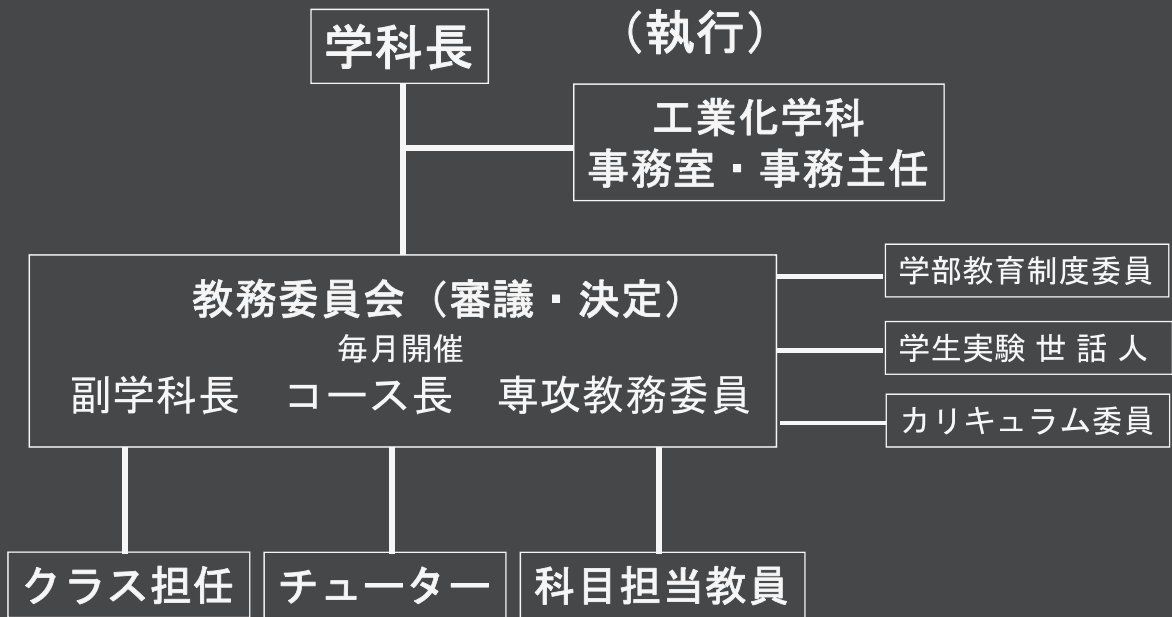 学科長
（執行）
工業化学科
事務室・事務主任
教務委員会（審議・決定）
毎月開催
副学科長　コース長　専攻教務委員
学部教育制度委員
学生実験 世 話 人
カリキュラム委員
クラス担任
チューター
科目担当教員